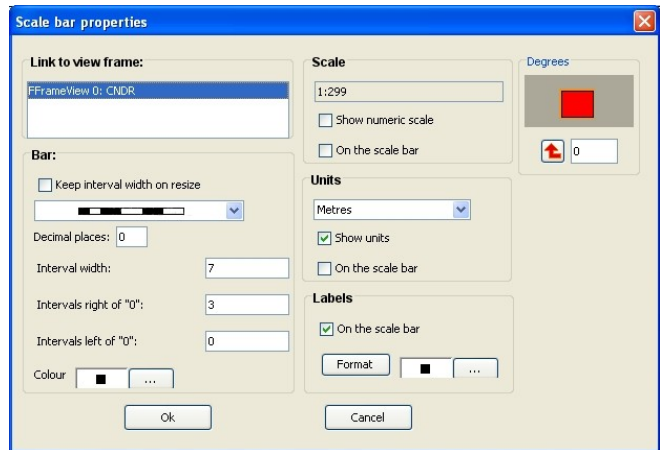 Scale bar properties
Link to view frame:
FFrameView 0: CNDR
Bar:
Keep interval width on resize
Decimal places: 0
Interval width: 7
Intervals right of "0": 3
Intervals left of "0": 0
Colour ...
Scale
1:299
Show numeric scale
On the scale bar
Units
Metres
Show units
On the scale bar
Labels
On the scale bar
Format ...
Degrees
0
Ok
Cancel